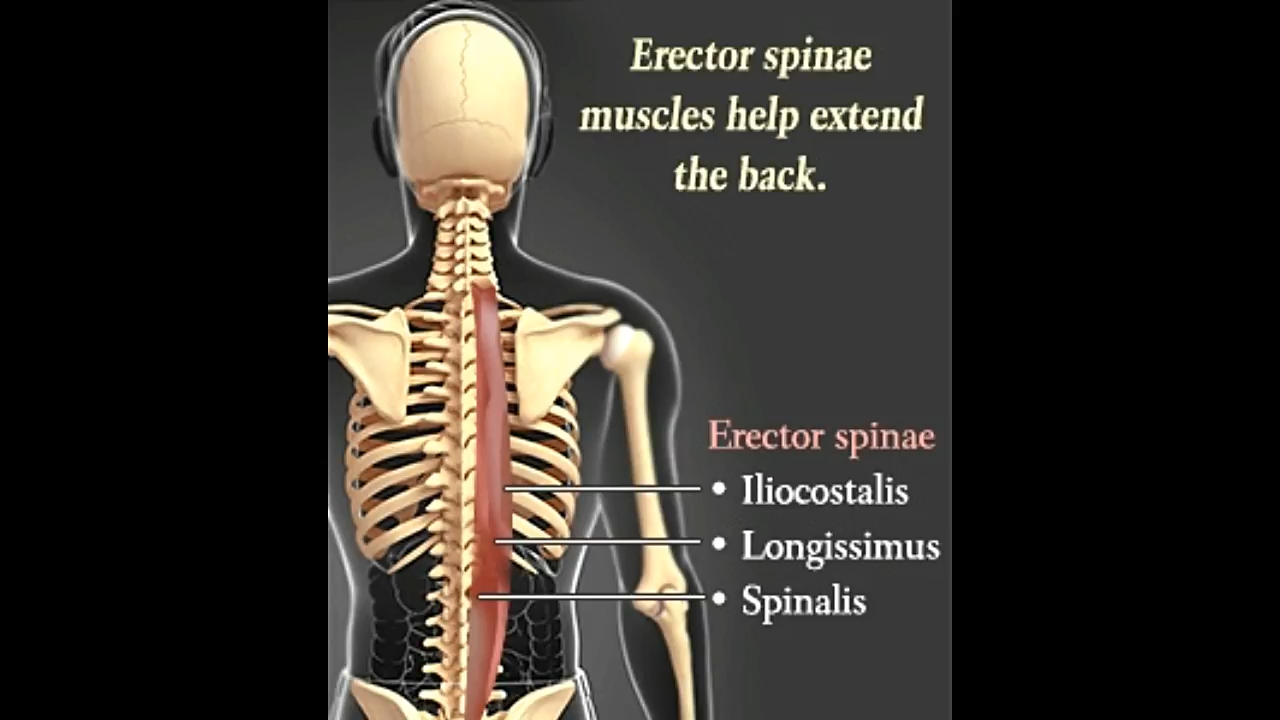 Erector spinae
muscles help extend
the back.
Erector spinae
• Iliocostalis
• Longissimus
• Spinalis